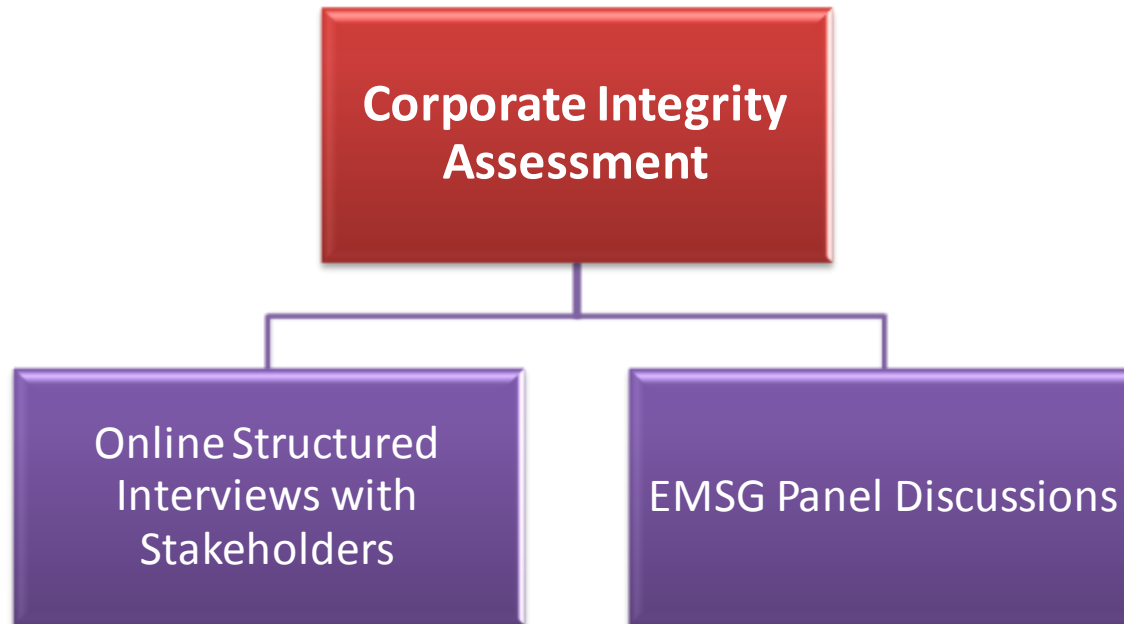 Corporate Integrity
Assessment
Online Structured
Interviews with
Stakeholders
EMSG Panel Discussions